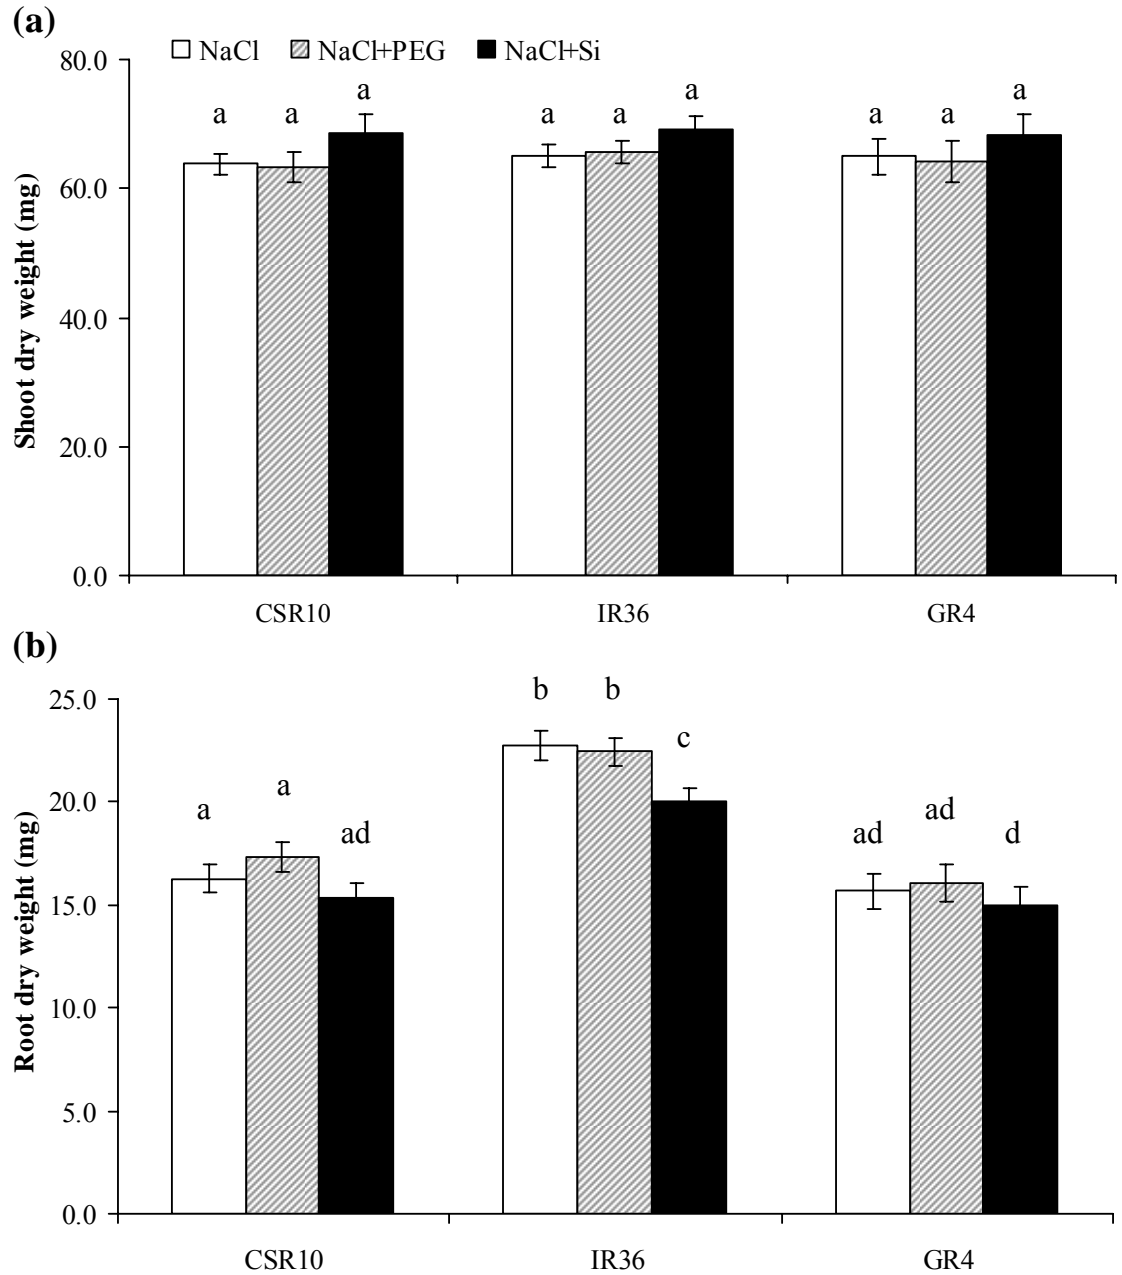 (a)
NaCl NaCl+PEG NaCl+Si
80.0
a a a a a a a a a
60.0
40.0
20.0
0.0
Shoot dry weight (mg)
CSR10 IR36 GR4
(b)
25.0
b b
c
a a ad ad ad d
20.0
15.0
10.0
5.0
0.0
Root dry weight (mg)
CSR10 IR36 GR4